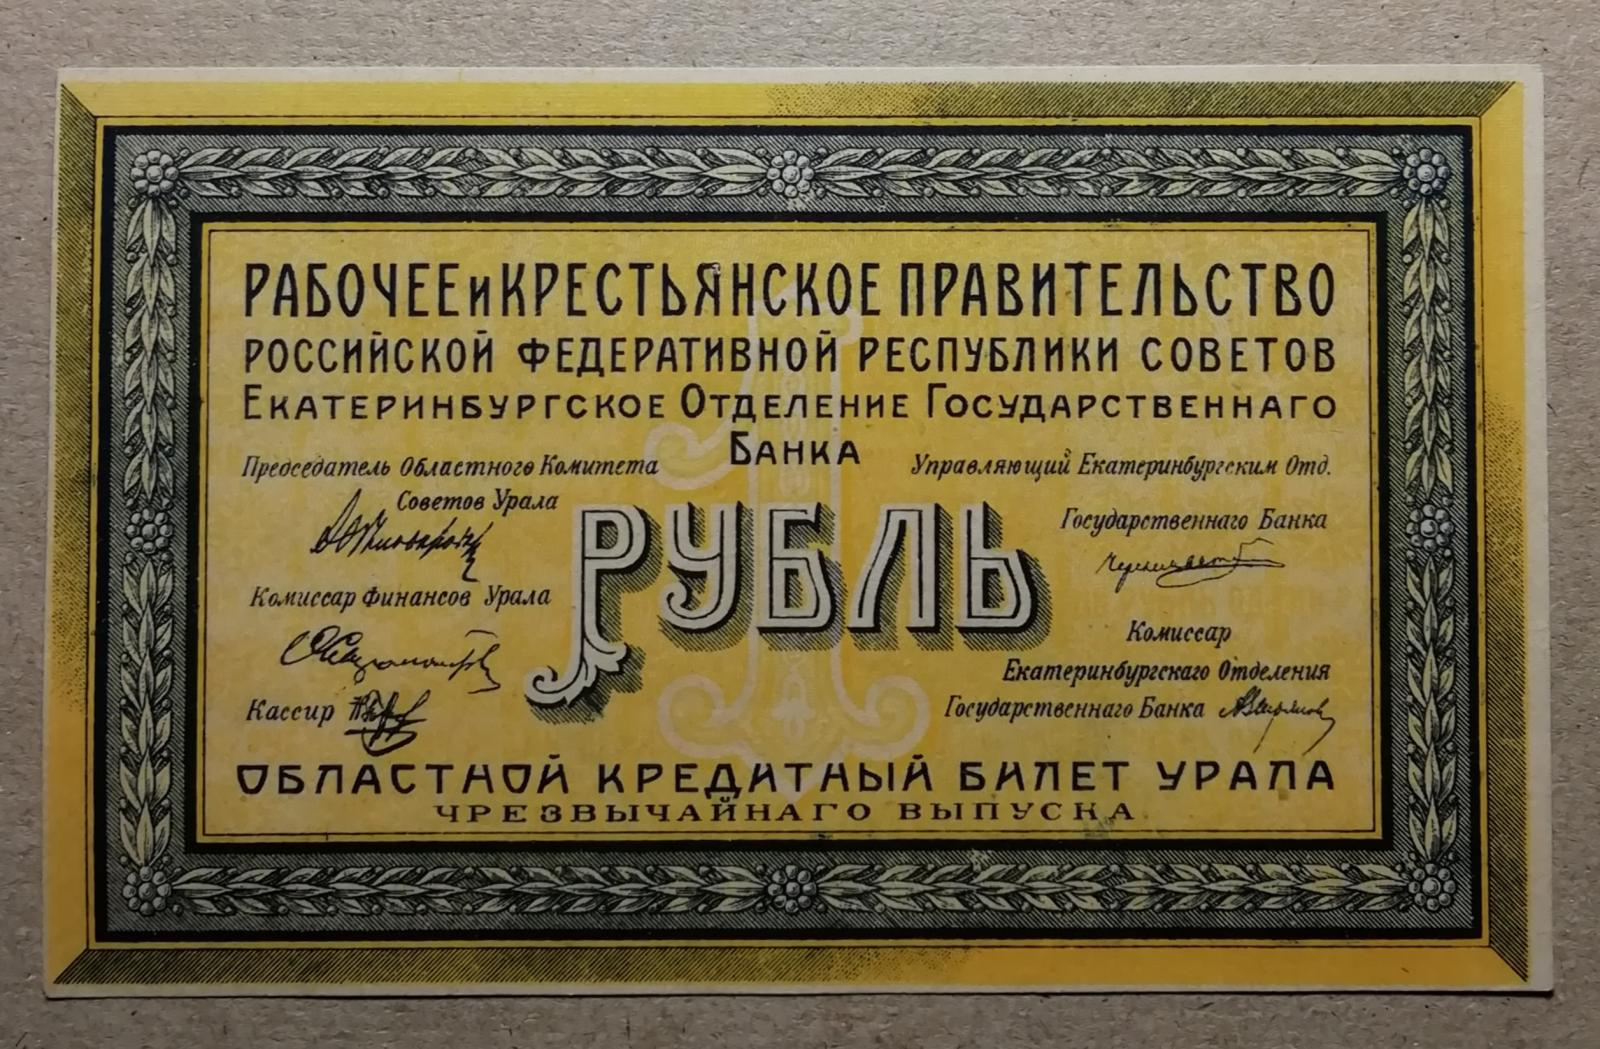 РАБОЧЕЕ и КРЕСТЬЯНСКОЕ ПРАВИТЕЛЬСТВО
РОССИЙСКОЙ ФЕДЕРАТИВНОЙ РЕСПУБЛИКИ СОВЕТОВ
ЕКАТЕРИНБУРГСКОЕ ОТДЕЛЕНИЕ ГОСУДАРСТВЕННАГО
БАНКА
Председатель Областного Комитета
Советов Урала
Комиссар Финансов Урала
Кассир
1
РУБЛЬ
Управляющий Екатеринбургским Отд.
Государственнаго Банка
Комиссар
Екатеринбургскаго Отделения
Государственнаго Банка
ОБЛАСТНОЙ КРЕДИТНЫЙ БИЛЕТ УРАЛА
ЧРЕЗВЫЧАЙНАГО ВЫПУСКА